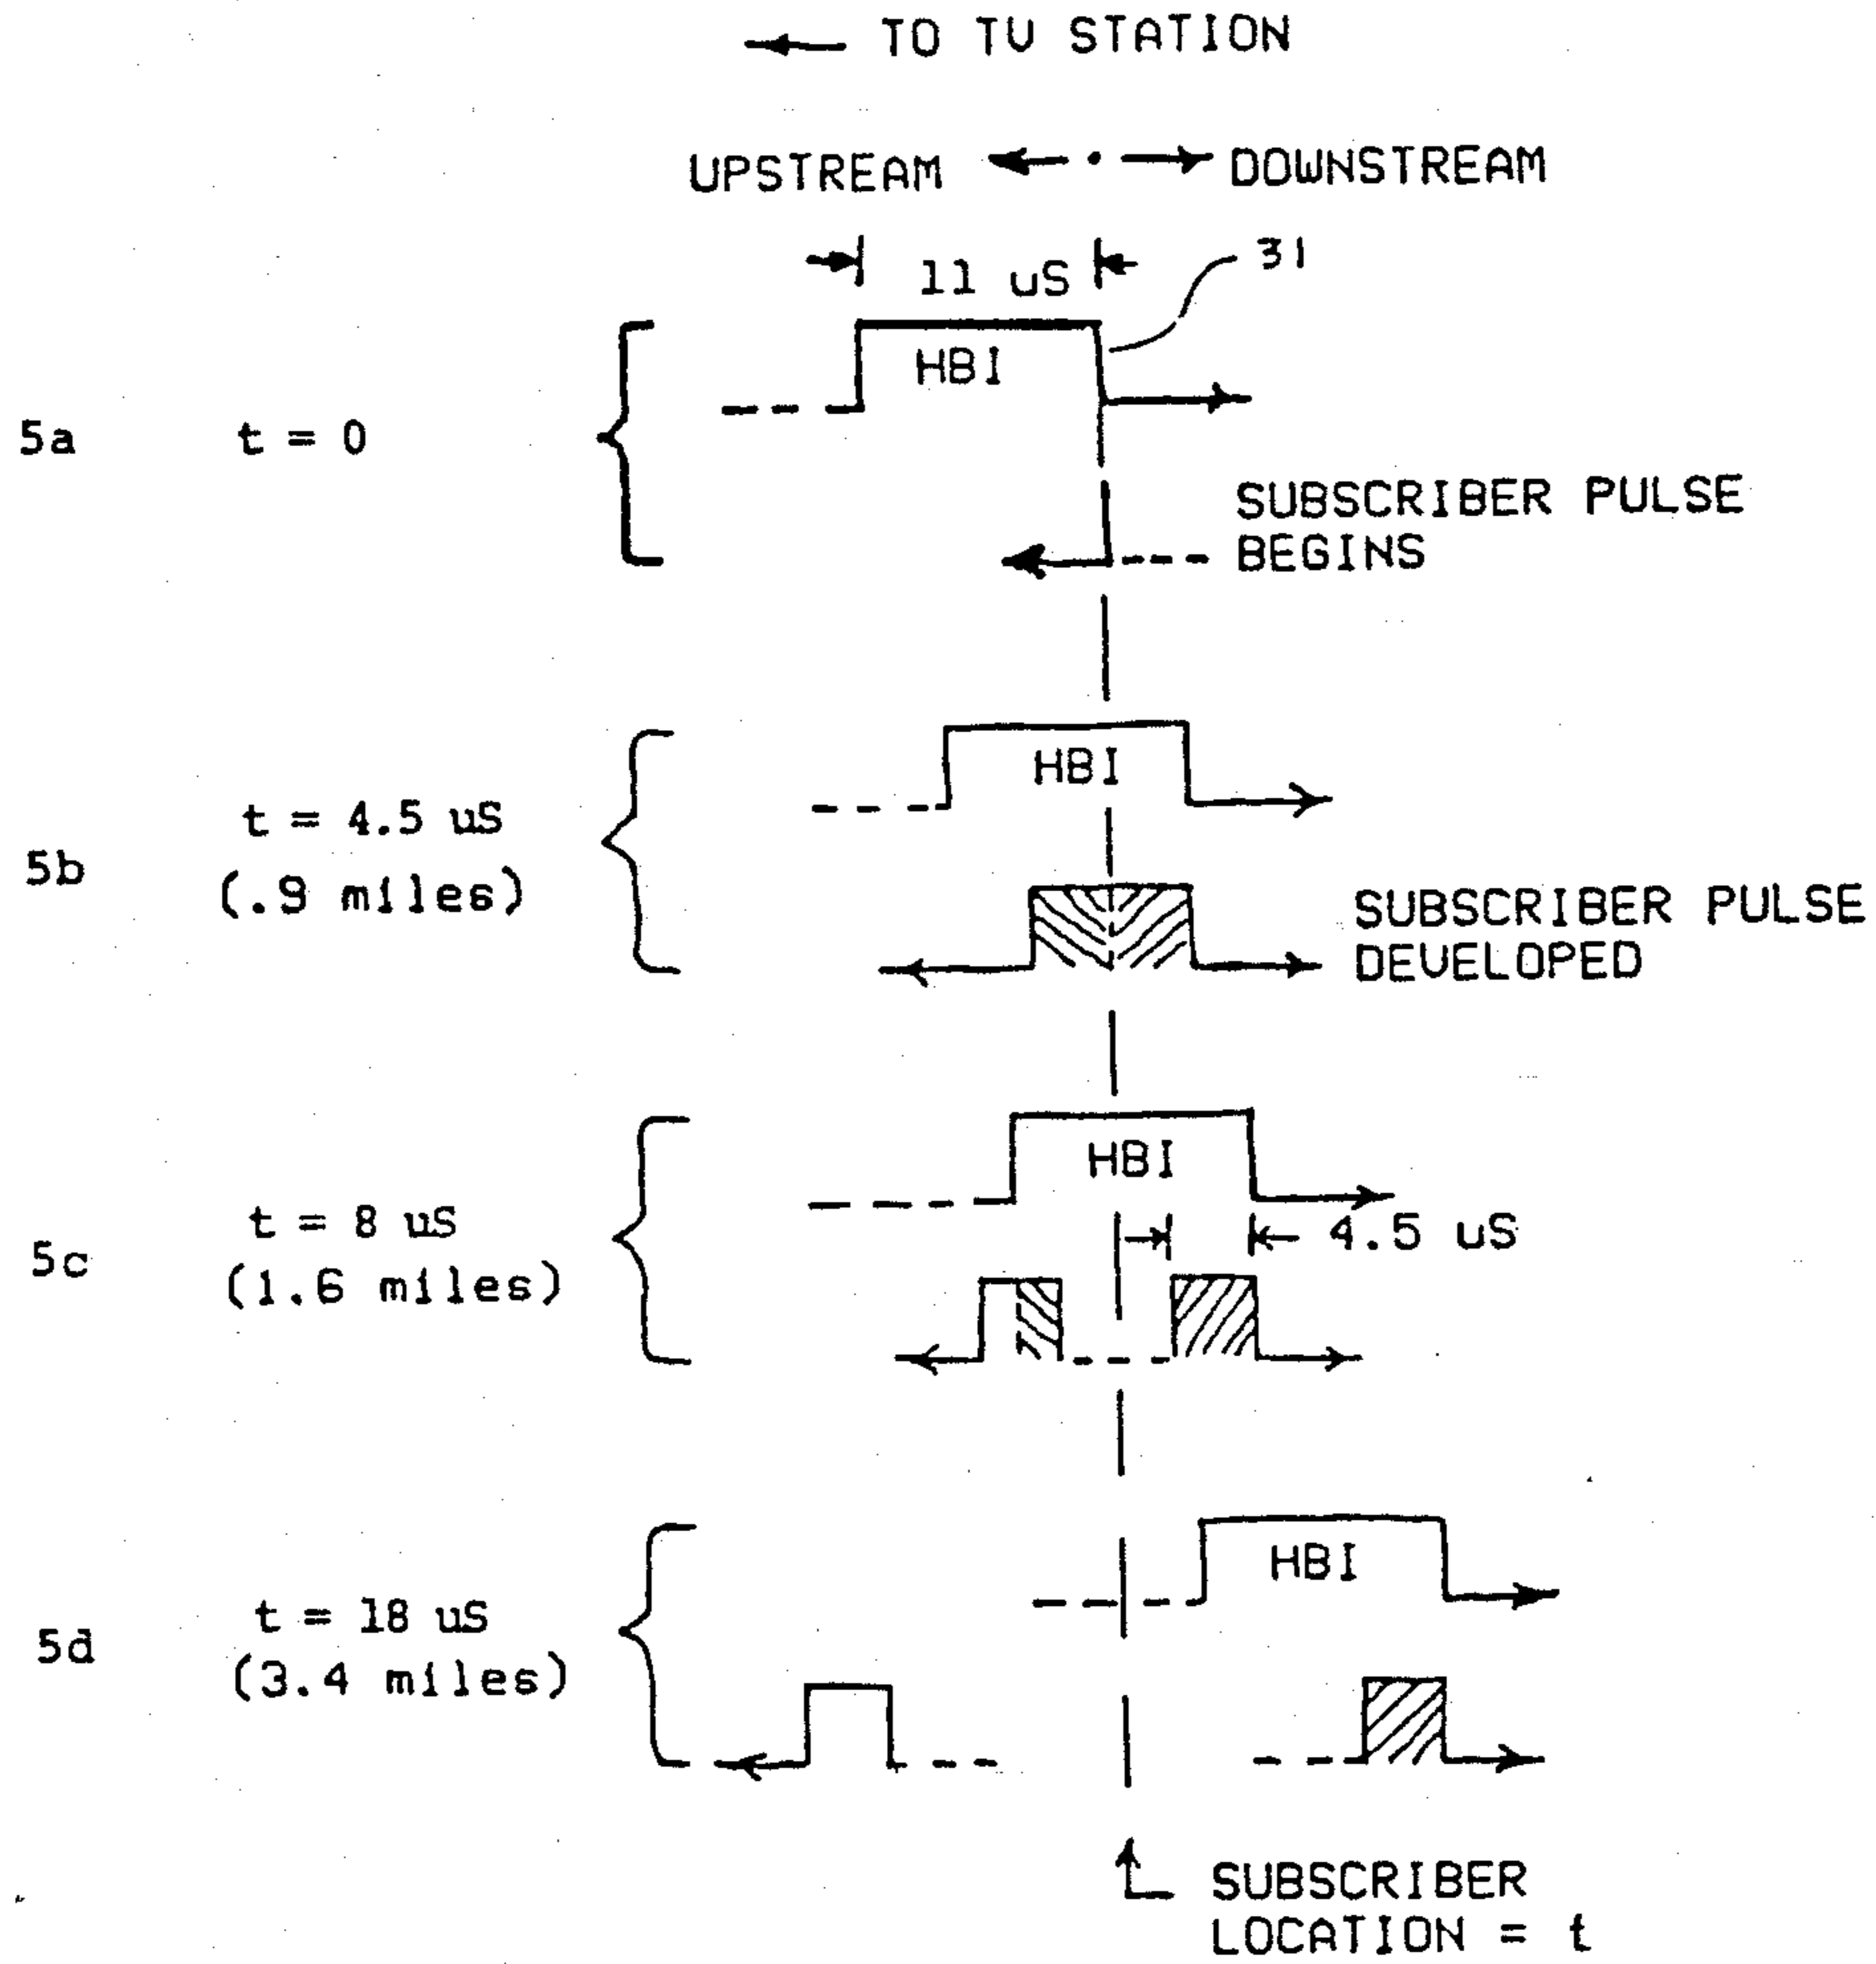 TO TV STATION
UPSTREAM DOWNSTREAM
11 uS
31
HBI
5a t = 0
SUBSCRIBER PULSE
BEGINS
HBI
5b t = 4.5 uS
(.9 miles)
SUBSCRIBER PULSE
DEVELOPED
HBI
5c t = 8 uS
(1.6 miles)
4.5 uS
HBI
5d t = 18 uS
(3.4 miles)
SUBSCRIBER
LOCATION = t